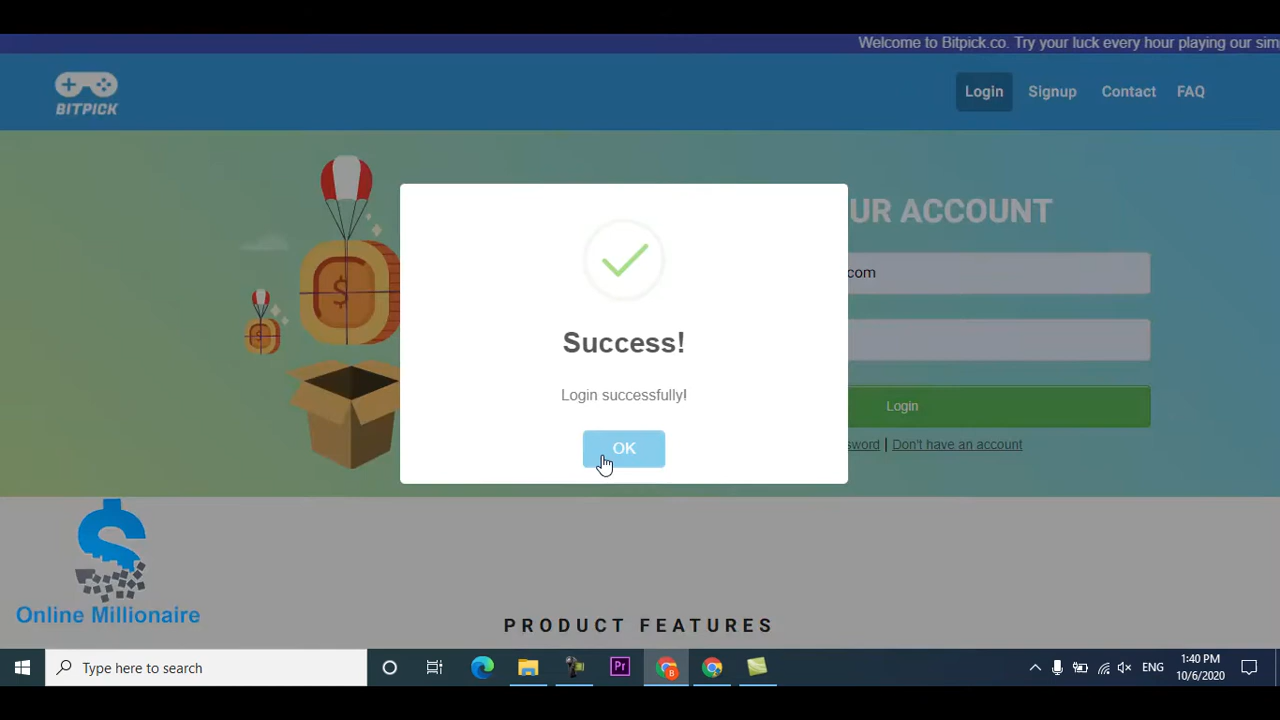 Welcome to Bitpick.co. Try your luck every hour playing our sim
BITPICK
Login Signup Contact FAQ
UR ACCOUNT
com
Success!
Login successfully!
OK
Login
sword | Don't have an account
Online Millionaire
PRODUCT FEATURES
Type here to search
Pr
B
ENG
1:40 PM
10/6/2020